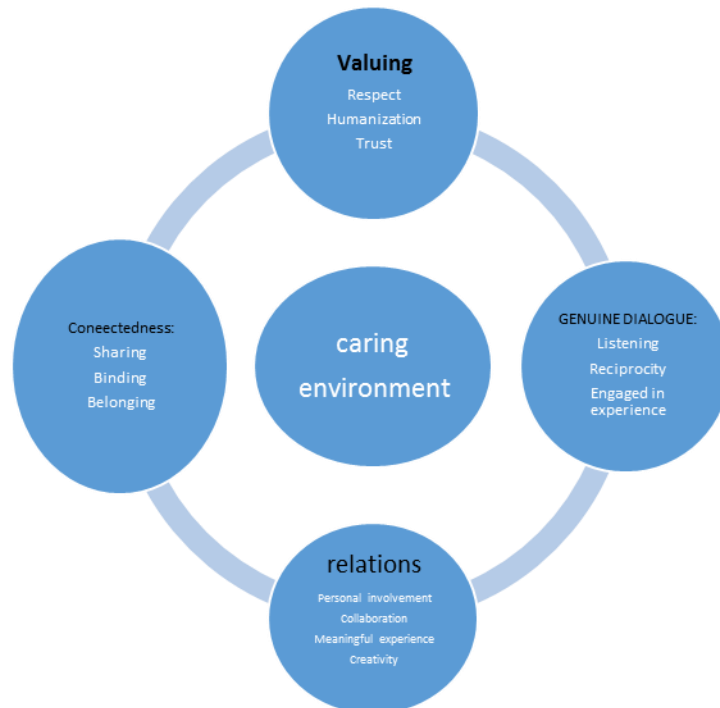 Valuing
Respect
Humanization
Trust
Coneectedness:
Sharing
Binding
Belonging
caring
environment
GENUINE DIALOGUE:
Listening
Reciprocity
Engaged in
experience
relations
Personal involvement
Collaboration
Meaningful experience
Creativity